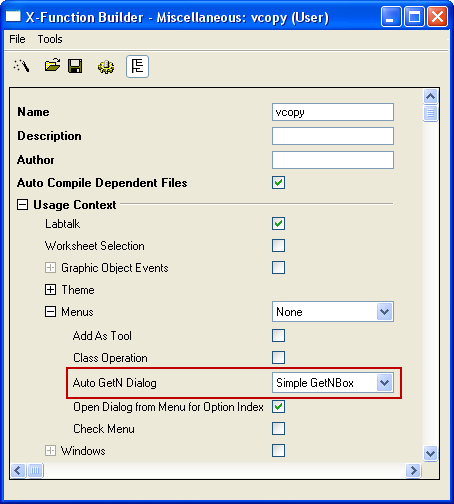 X-Function Builder - Miscellaneous: vcopy (User)
File Tools
Name vcopy
Description
Author
Auto Compile Dependent Files
Usage Context
Labtalk
Worksheet Selection
Graphic Object Events
Theme
Menus None
Add As Tool
Class Operation
Auto GetN Dialog Simple GetNBox
Open Dialog from Menu for Option Index
Check Menu
Windows